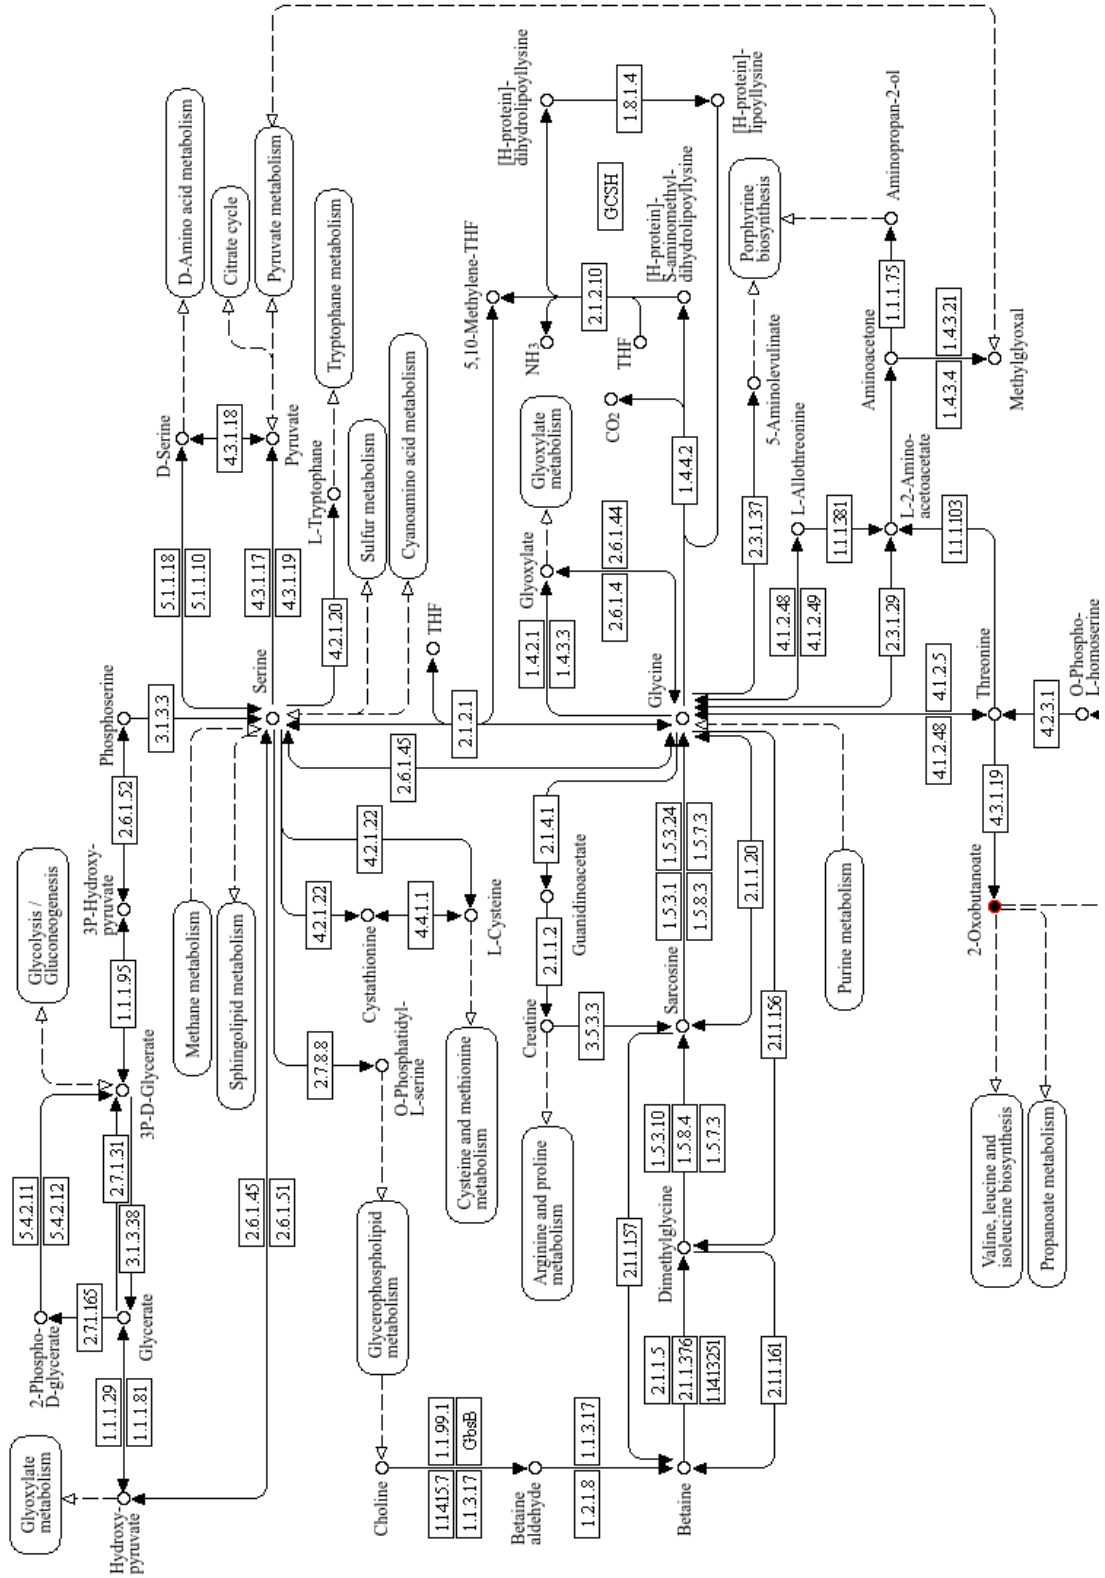 Glyoxylate
metabolism
Hydroxy-
pyruvate
1.1.1.29
1.1.1.81
2-Phospho-
D-glycerate
2.7.1.165
Glycerate
5.4.2.11
5.4.2.12
2.7.1.31
3.1.3.38
3P-D-Glycerate
Glycolysis /
Gluconeogenesis
1.1.1.95
3P-Hydroxy-
pyruvate
2.6.1.52
Phosphoserine
3.1.3.3
Methane metabolism
Sphingolipid metabolism
2.6.1.45
2.6.1.51
Serine
5.1.1.18
5.1.1.10
D-Serine
D-Amino acid metabolism
4.3.1.18
4.3.1.17
4.3.1.19
Pyruvate
Citrate cycle
Pyruvate metabolism
4.2.1.20
L-Tryptophane
Tryptophane metabolism
Sulfur metabolism
Cyanoamino acid metabolism
2.7.8.8
O-Phosphatidyl-
L-serine
Glycerophospholipid
metabolism
4.2.1.22
Cystathionine
4.4.1.1
4.2.1.22
L-Cysteine
Cysteine and methionine
metabolism
2.6.1.45
2.1.2.1
THF
5,10-Methylene-THF
Choline
1.14.15.7
1.1.99.1
1.1.3.17
GbsB
Betaine
aldehyde
1.2.1.8
1.1.3.17
Betaine
2.1.1.157
2.1.1.5
2.1.1.376
1.14.13.251
2.1.1.161
Dimethylglycine
1.5.3.10
1.5.8.4
1.5.7.3
2.1.1.156
Arginine and proline
metabolism
Creatine
3.5.3.3
2.1.1.2
Guanidinoacetate
2.1.4.1
Sarcosine
1.5.3.1
1.5.3.24
1.5.8.3
1.5.7.3
2.1.1.20
Purine metabolism
Glycine
1.4.2.1
1.4.3.3
Glyoxylate
Glyoxylate
metabolism
2.6.1.4
2.6.1.44
1.4.4.2
CO2
NH3
THF
2.1.2.10
[H-protein]-
S-aminomethyl-
dihydrolipoyllysine
GCSH
[H-protein]-
dihydrolipoyllysine
1.8.1.4
[H-protein]-
lipoyllysine
2.3.1.37
5-Aminolevulinate
Porphyrine
biosynthesis
4.1.2.48
4.1.2.49
L-Allothreonine
1.1.1.381
2.3.1.29
L-2-Amino-
acetoacetate
1.1.1.103
Aminoacetone
1.1.1.75
Aminopropan-2-ol
1.4.3.4
1.4.3.21
Methylglyoxal
4.1.2.48
4.1.2.5
Threonine
4.2.3.1
O-Phospho-
L-homoserine
4.3.1.19
2-Oxobutanoate
Valine, leucine and
isoleucine biosynthesis
Propanoate metabolism